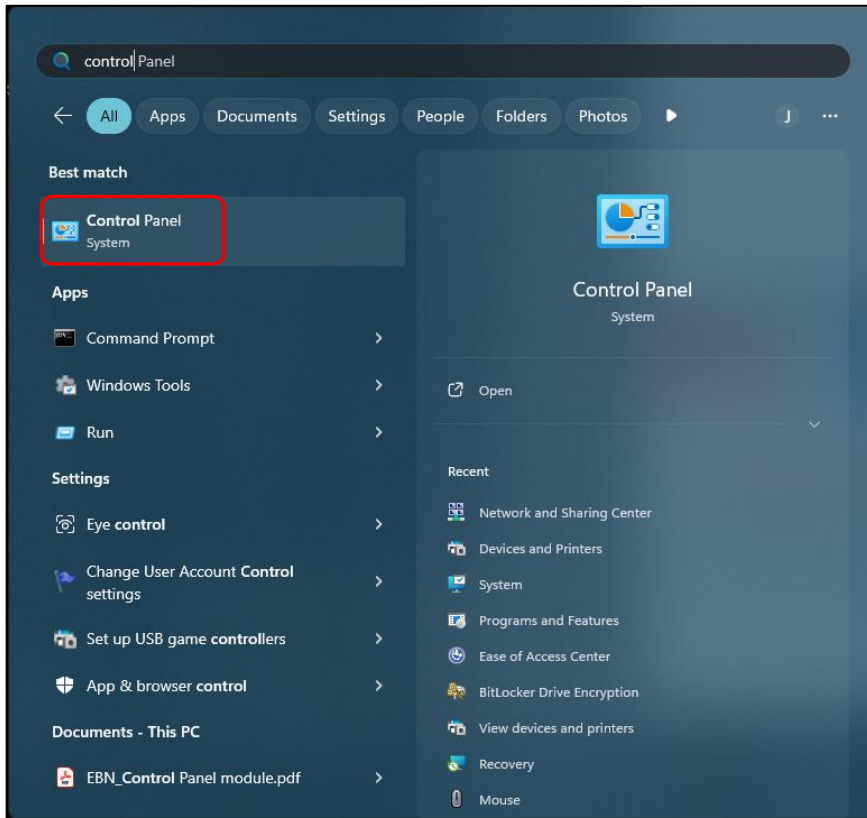 control Panel
All Apps Documents Settings People Folders Photos J ...
Best match
Control Panel
System
Apps
Command Prompt
Windows Tools
Run
Settings
Eye control
Change User Account Control
settings
Set up USB game controllers
App & browser control
Documents - This PC
EBN_Control Panel module.pdf
Control Panel
System
Open
Recent
Network and Sharing Center
Devices and Printers
System
Programs and Features
Ease of Access Center
BitLocker Drive Encryption
View devices and printers
Recovery
Mouse